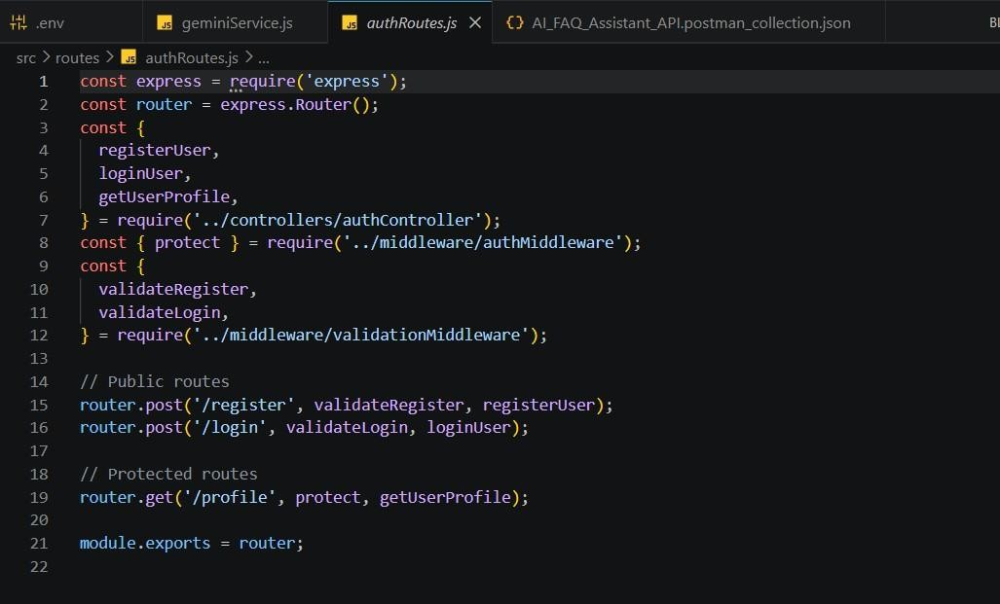 .env
JS geminiService.js
JS authRoutes.js
{} AI_FAQ_Assistant_API.postman_collection.json
src > routes > JS authRoutes.js > ...
1 const express = require('express');
2 const router = express.Router();
3 const {
4   registerUser,
5   loginUser,
6   getUserProfile,
7 } = require('../controllers/authController');
8 const { protect } = require('../middleware/authMiddleware');
9 const {
10   validateRegister,
11   validateLogin,
12 } = require('../middleware/validationMiddleware');
13
14 // Public routes
15 router.post('/register', validateRegister, registerUser);
16 router.post('/login', validateLogin, loginUser);
17
18 // Protected routes
19 router.get('/profile', protect, getUserProfile);
20
21 module.exports = router;
22